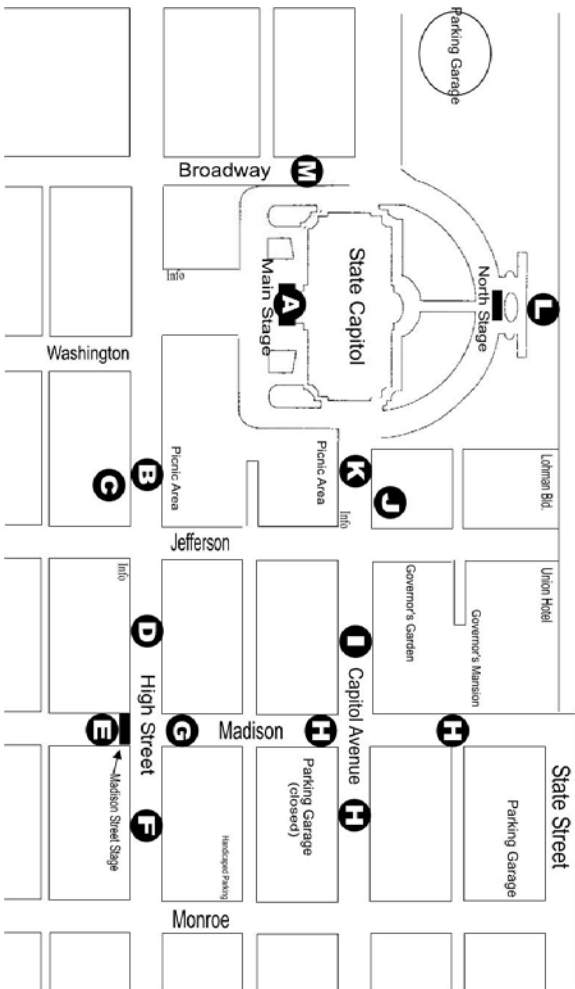 Parking Garage
Broadway
M
State Capitol
A
Main Stage
North Stage
L
Info
Washington
Picnic Area
B
C
Picnic Area
K
J
Info
Lohman Bld.
Jefferson
Info
D
High Street
I
Capitol Avenue
Governor's Garden
Governor's Mansion
Union Hotel
E
G
Madison
H
H
State Street
Madison Street Stage
F
Handicaped Parking
Parking Garage
(closed)
H
Parking Garage
Monroe